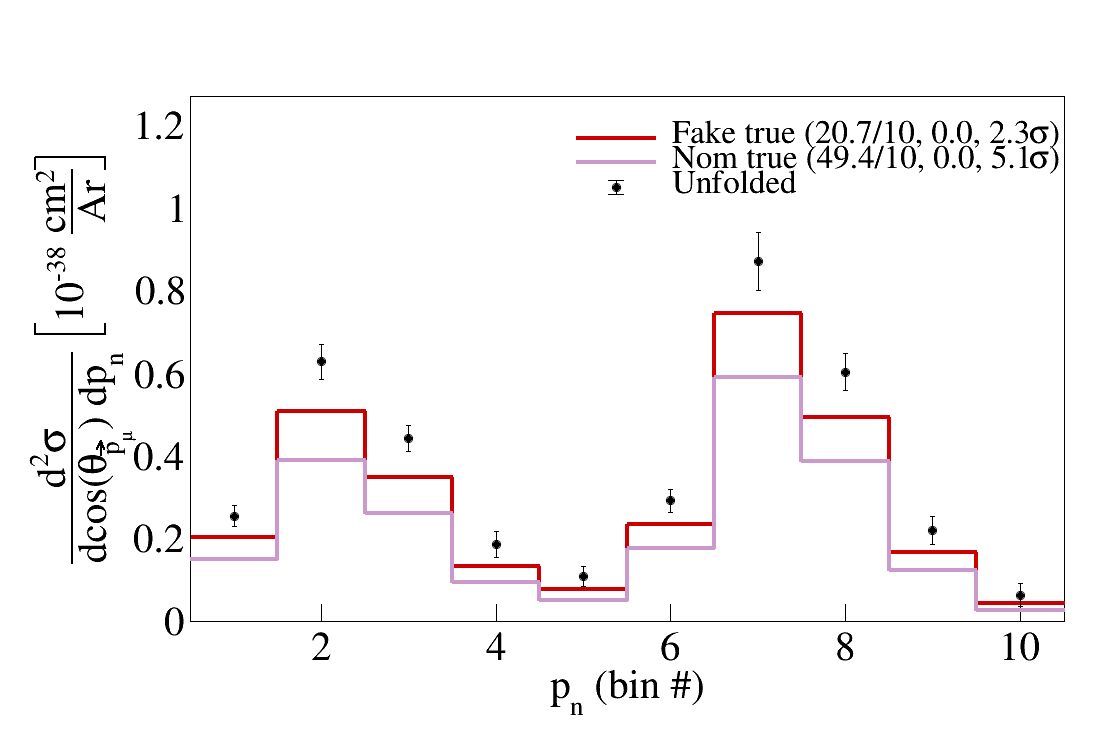 Fake true (20.7/10, 0.0, 2.3σ)
Nom true (49.4/10, 0.0, 5.1σ)
Unfolded
1.2
1
0.8
0.6
0.4
0.2
0
2 4 6 8 10
p_n (bin #)
d²σ
dcos(θ_{p⃗_μ}) dp_n
[10⁻³⁸ cm²/Ar]